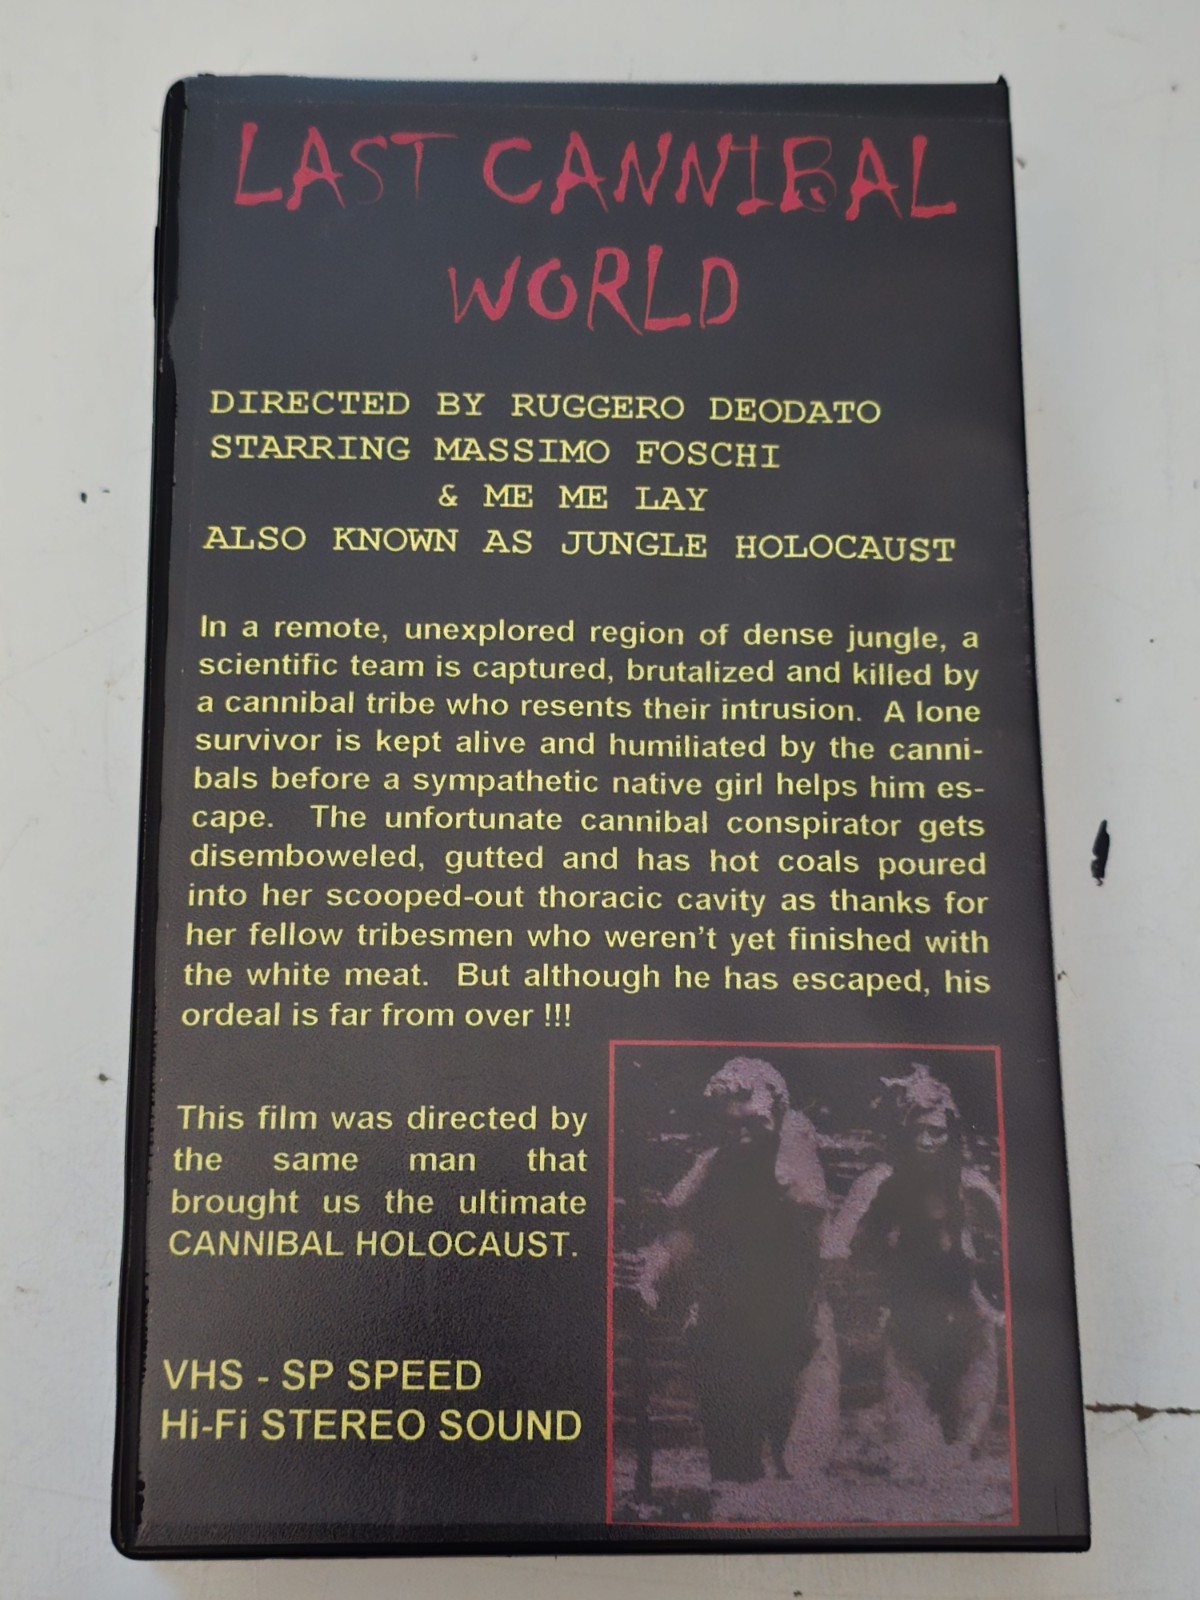 LAST CANNIBAL
WORLD
DIRECTED BY RUGGERO DEODATO
STARRING MASSIMO FOSCHI
& ME ME LAY
ALSO KNOWN AS JUNGLE HOLOCAUST
In a remote, unexplored region of dense jungle, a
scientific team is captured, brutalized and killed by
a cannibal tribe who resents their intrusion. A lone
survivor is kept alive and humiliated by the canni-
bals before a sympathetic native girl helps him es-
cape. The unfortunate cannibal conspirator gets
disemboweled, gutted and has hot coals poured
into her scooped-out thoracic cavity as thanks for
her fellow tribesmen who weren't yet finished with
the white meat. But although he has escaped, his
ordeal is far from over !!!
This film was directed by
the same man that
brought us the ultimate
CANNIBAL HOLOCAUST.
VHS - SP SPEED
Hi-Fi STEREO SOUND